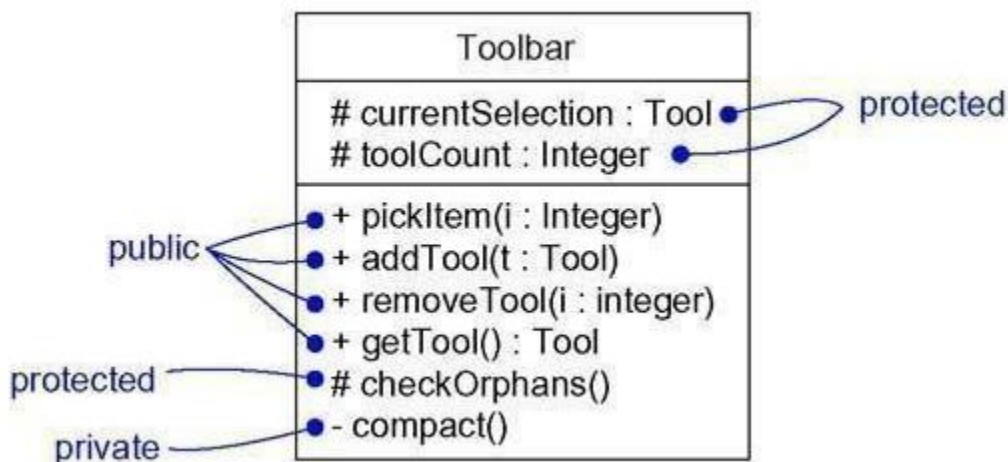 Toolbar
# currentSelection : Tool
protected
# toolCount : Integer
+ pickItem(i : Integer)
public
+ addTool(t : Tool)
+ removeTool(i : integer)
+ getTool() : Tool
protected
# checkOrphans()
- compact()
private